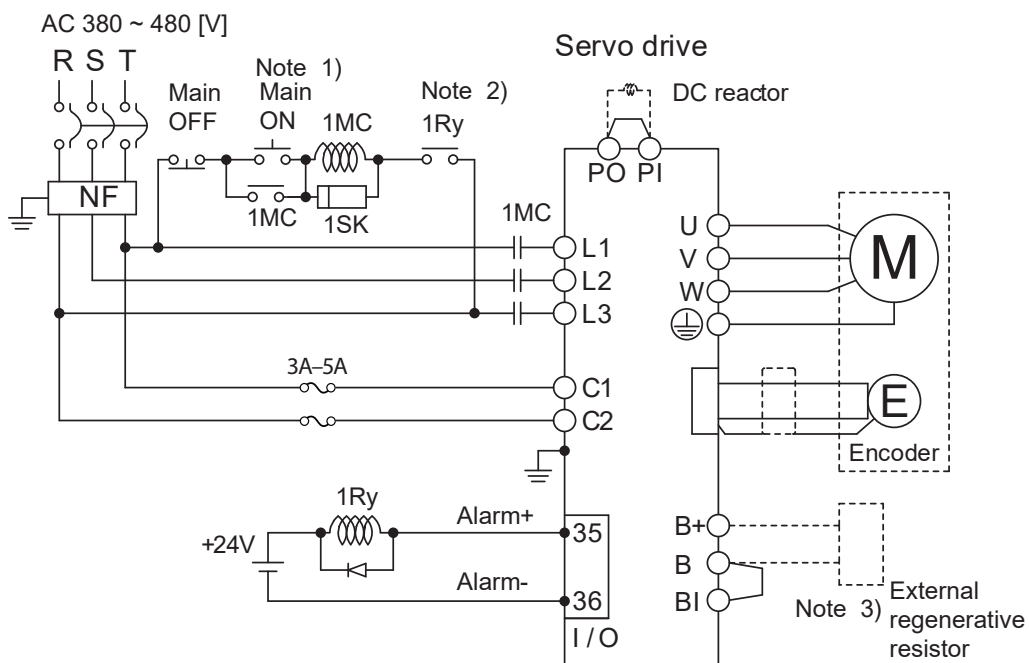 AC 380 ~ 480 [V]
R S T
Servo drive
Note 1)
Main
ON
Main
OFF
1MC
Note 2)
1Ry
DC reactor
PO PI
NF
1MC
1SK
1MC
L1
L2
L3
U
V
W
M
3A–5A
C1
C2
E
Encoder
1Ry
+24V
Alarm+
35
Alarm-
36
I / O
B+
B
BI
Note 3)
External
regenerative
resistor